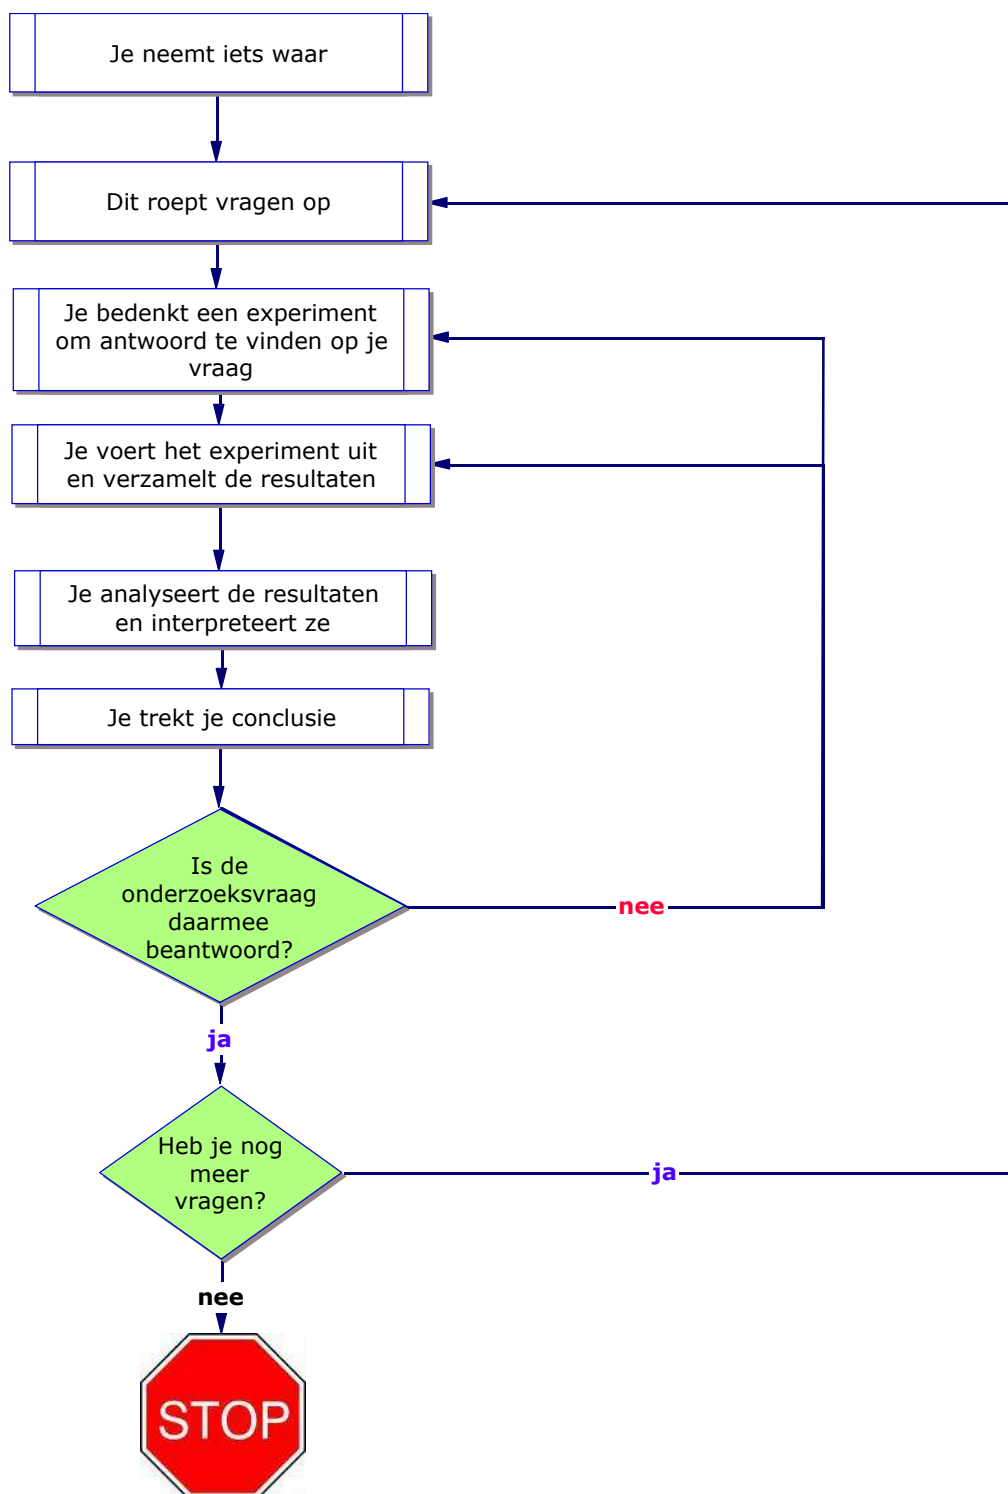 Je neemt iets waar
Dit roept vragen op
Je bedenkt een experiment
om antwoord te vinden op je
vraag
Je voert het experiment uit
en verzamelt de resultaten
Je analyseert de resultaten
en interpreteert ze
Je trekt je conclusie
Is de
onderzoeksvraag
daarmee
beantwoord?
nee
ja
Heb je nog
meer
vragen?
ja
nee
STOP